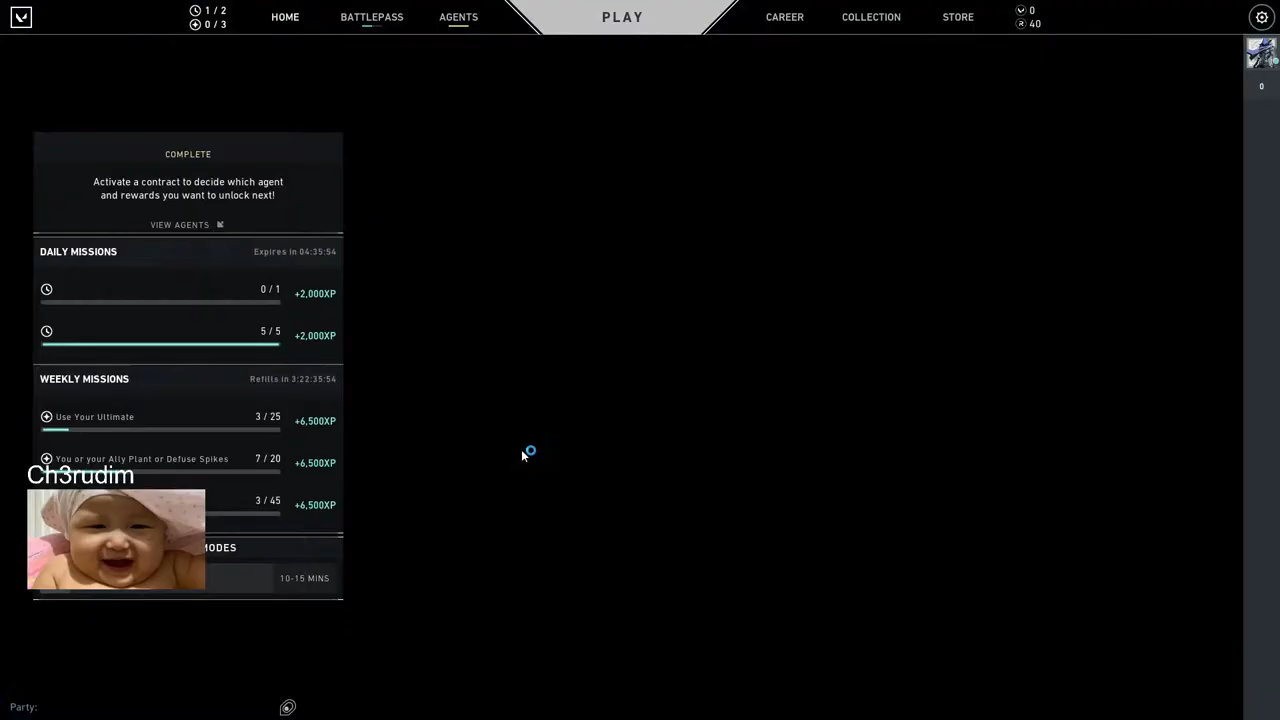 1 / 2
0 / 3
HOME
BATTLEPASS
AGENTS
PLAY
CAREER
COLLECTION
STORE
0
40
0
COMPLETE
Activate a contract to decide which agent
and rewards you want to unlock next!
VIEW AGENTS
DAILY MISSIONS Expires in 04:35:54
0 / 1 +2,000XP
5 / 5 +2,000XP
WEEKLY MISSIONS Refills in 3:22:35:54
Use Your Ultimate 3 / 25 +6,500XP
You or your Ally Plant or Defuse Spikes 7 / 20 +6,500XP
Ch3rudim
3 / 45 +6,500XP
MODES
10-15 MINS
Party: